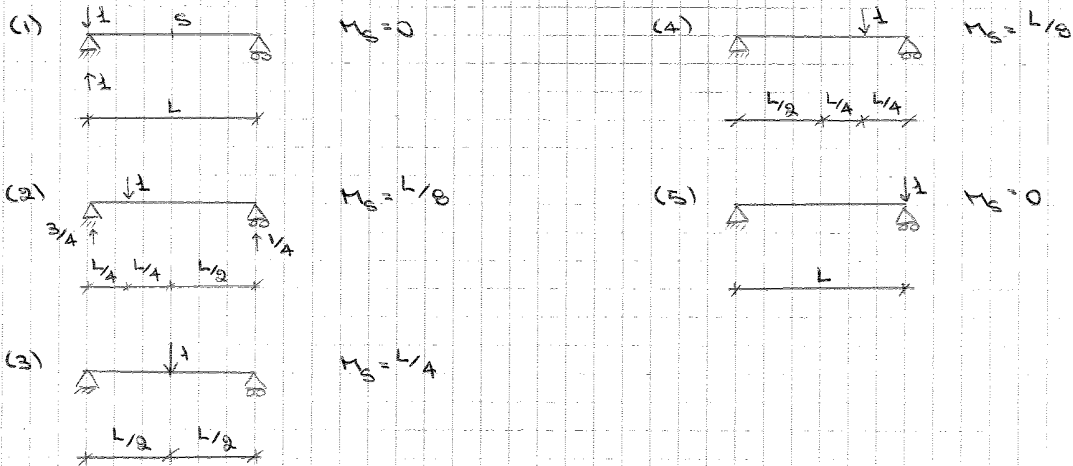 (1) ↓1 S M_S = 0
↑1
L
(2) ↓1 M_S = L/8
3/4 ↑ ↑ 1/4
L/4 L/4 L/2
(3) ↓1 M_S = L/4
L/2 L/2
(4) ↓1 M_S = L/8
L/2 L/4 L/4
(5) ↓1 M_S = 0
L